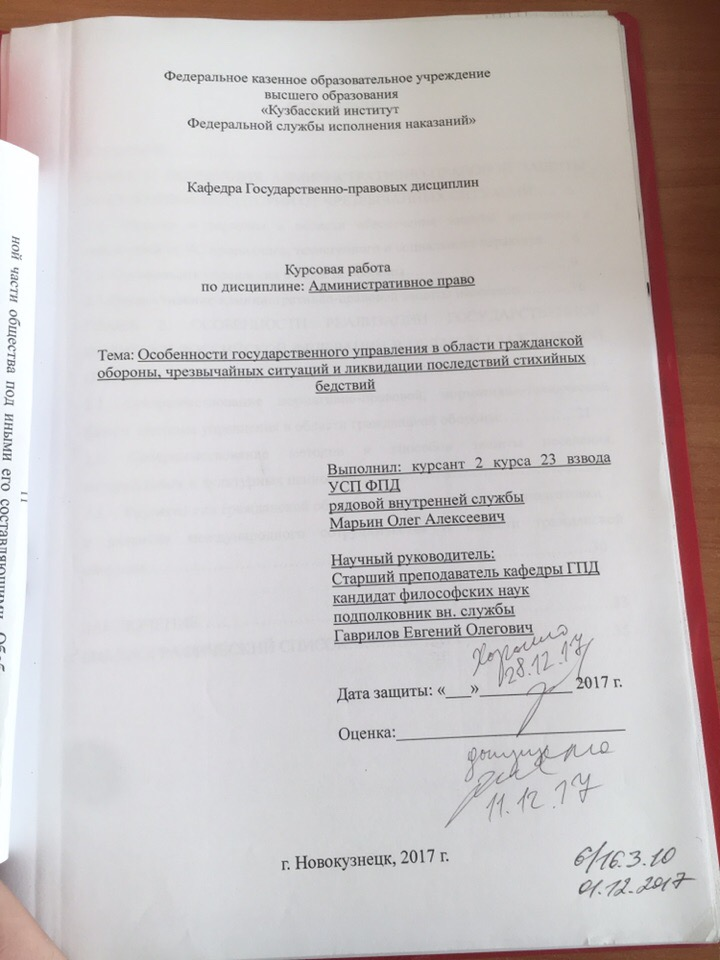 Федеральное казенное образовательное учреждение
высшего образования
«Кузбасский институт
Федеральной службы исполнения наказаний»
Кафедра Государственно-правовых дисциплин
Курсовая работа
по дисциплине: Административное право
Тема: Особенности государственного управления в области гражданской
обороны, чрезвычайных ситуаций и ликвидации последствий стихийных
бедствий
Выполнил: курсант 2 курса 23 взвода
УСП ФПД
рядовой внутренней службы
Марьин Олег Алексеевич
Научный руководитель:
Старший преподаватель кафедры ГПД
кандидат философских наук
подполковник вн. службы
Гаврилов Евгений Олегович
Хорошо
28.12.17
Дата защиты: «___»____________ 2017 г.
Оценка:__________________________
допущено
11.12.17
г. Новокузнецк, 2017 г.
6/16.3.10
01.12.2017
11
ной части общества под иными его составляющими.